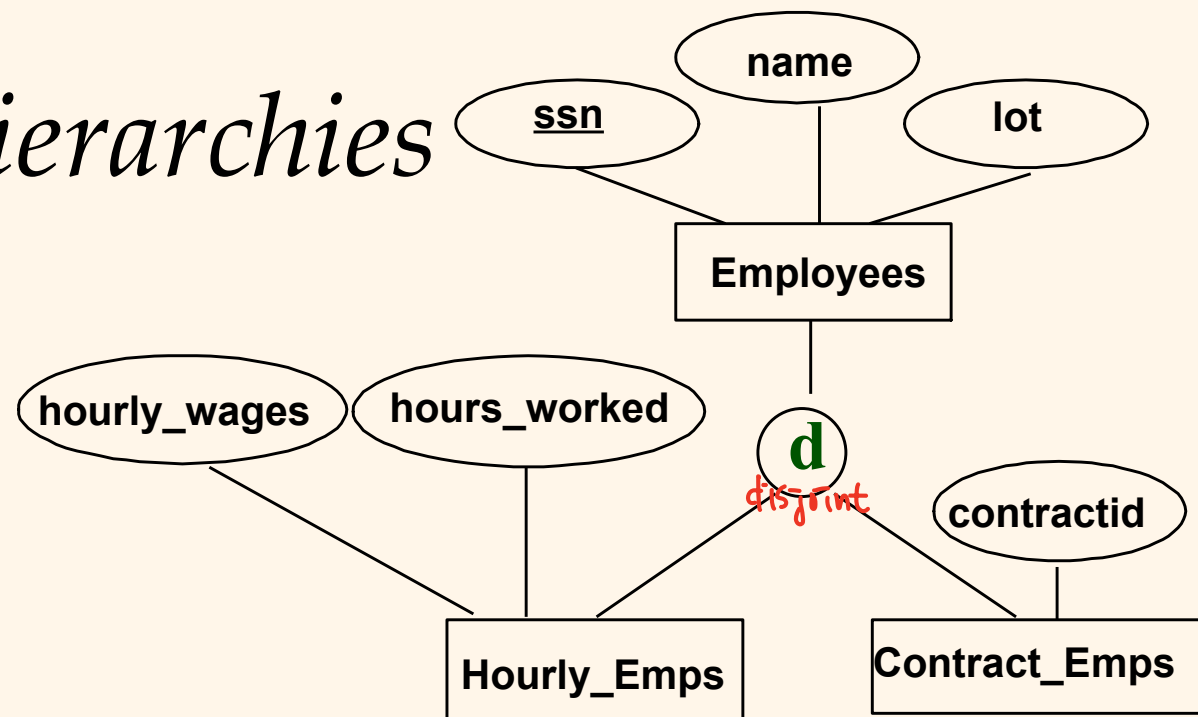 ierarchies
name
ssn
lot
Employees
hourly_wages
hours_worked
d
disjoint
contractid
Hourly_Emps
Contract_Emps